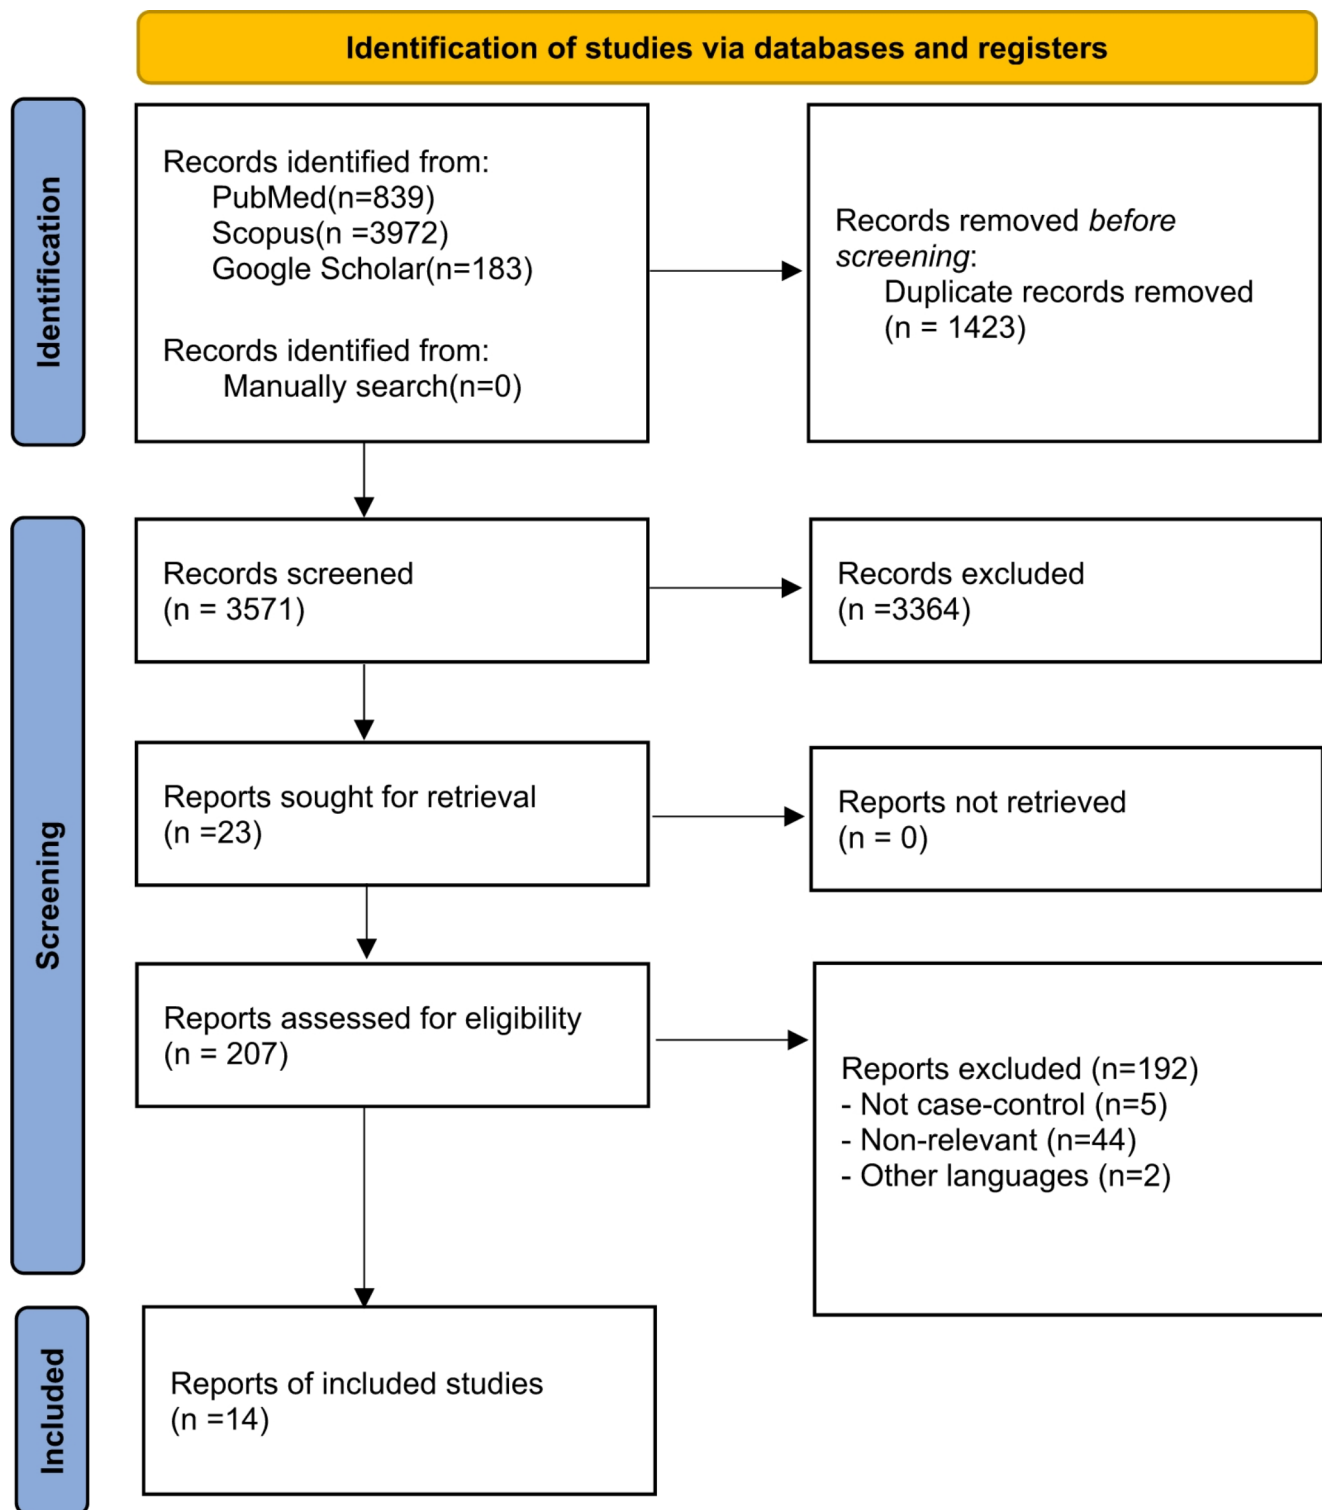 Identification of studies via databases and registers
Identification
Records identified from:
PubMed(n=839)
Scopus(n =3972)
Google Scholar(n=183)
Records identified from:
Manually search(n=0)
Records removed before
screening:
Duplicate records removed
(n = 1423)
Screening
Records screened
(n = 3571)
Records excluded
(n =3364)
Reports sought for retrieval
(n =23)
Reports not retrieved
(n = 0)
Reports assessed for eligibility
(n = 207)
Reports excluded (n=192)
- Not case-control (n=5)
- Non-relevant (n=44)
- Other languages (n=2)
Included
Reports of included studies
(n =14)